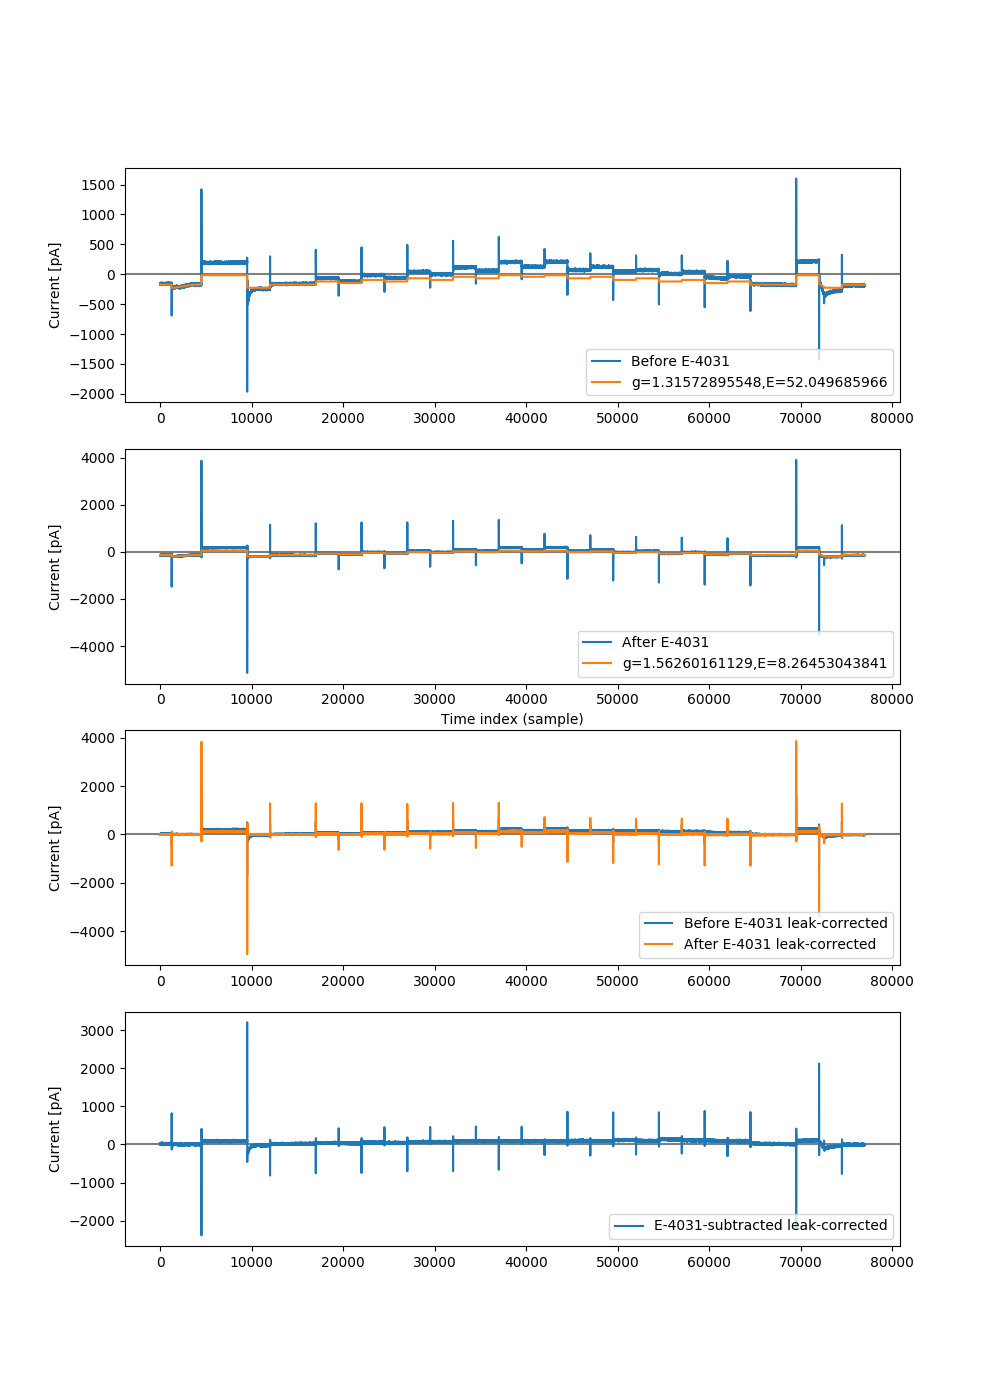 1500
1000
500
0
−500
−1000
−1500
−2000
Current [pA]
Before E-4031
g=1.31572895548,E=52.049685966
0 10000 20000 30000 40000 50000 60000 70000 80000
4000
2000
0
−2000
−4000
Current [pA]
After E-4031
g=1.56260161129,E=8.26453043841
0 10000 20000 30000 40000 50000 60000 70000 80000
Time index (sample)
4000
2000
0
−2000
−4000
Current [pA]
Before E-4031 leak-corrected
After E-4031 leak-corrected
0 10000 20000 30000 40000 50000 60000 70000 80000
3000
2000
1000
0
−1000
−2000
Current [pA]
E-4031-subtracted leak-corrected
0 10000 20000 30000 40000 50000 60000 70000 80000